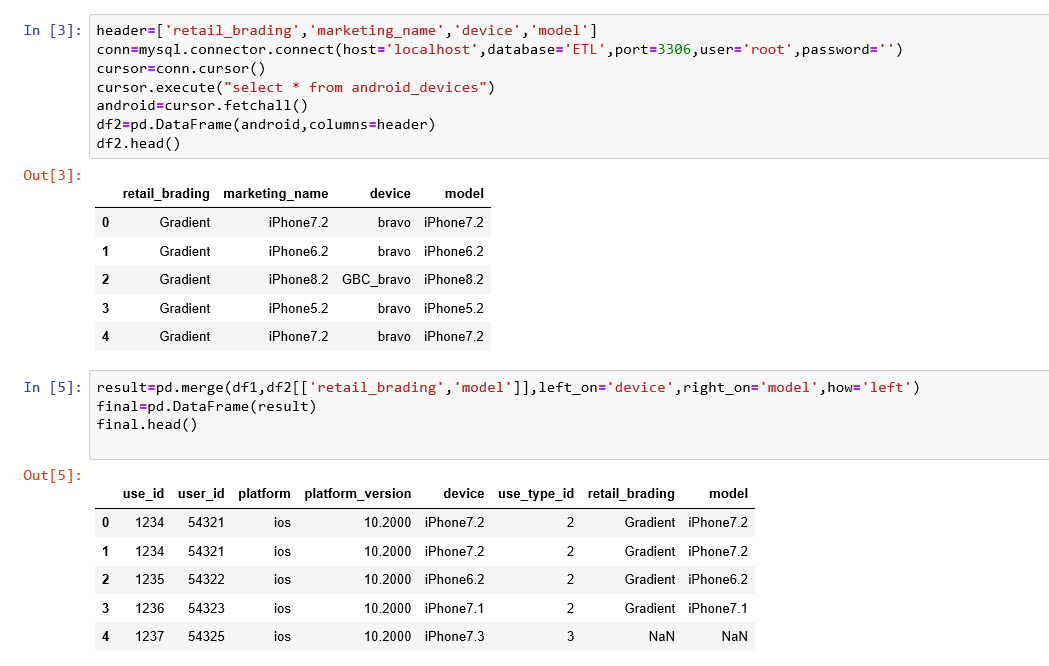 In [3]: header=['retail_brading','marketing_name','device','model']
conn=mysql.connector.connect(host='localhost',database='ETL',port=3306,user='root',password='')
cursor=conn.cursor()
cursor.execute("select * from android_devices")
android=cursor.fetchall()
df2=pd.DataFrame(android,columns=header)
df2.head()
Out[3]:
retail_brading marketing_name device model
0 Gradient iPhone7.2 bravo iPhone7.2
1 Gradient iPhone6.2 bravo iPhone6.2
2 Gradient iPhone8.2 GBC_bravo iPhone8.2
3 Gradient iPhone5.2 bravo iPhone5.2
4 Gradient iPhone7.2 bravo iPhone7.2
In [5]: result=pd.merge(df1,df2[['retail_brading','model']],left_on='device',right_on='model',how='left')
final=pd.DataFrame(result)
final.head()
Out[5]:
use_id user_id platform platform_version device use_type_id retail_brading model
0 1234 54321 ios 10.2000 iPhone7.2 2 Gradient iPhone7.2
1 1234 54321 ios 10.2000 iPhone7.2 2 Gradient iPhone7.2
2 1235 54322 ios 10.2000 iPhone6.2 2 Gradient iPhone6.2
3 1236 54323 ios 10.2000 iPhone7.1 2 Gradient iPhone7.1
4 1237 54325 ios 10.2000 iPhone7.3 3 NaN NaN